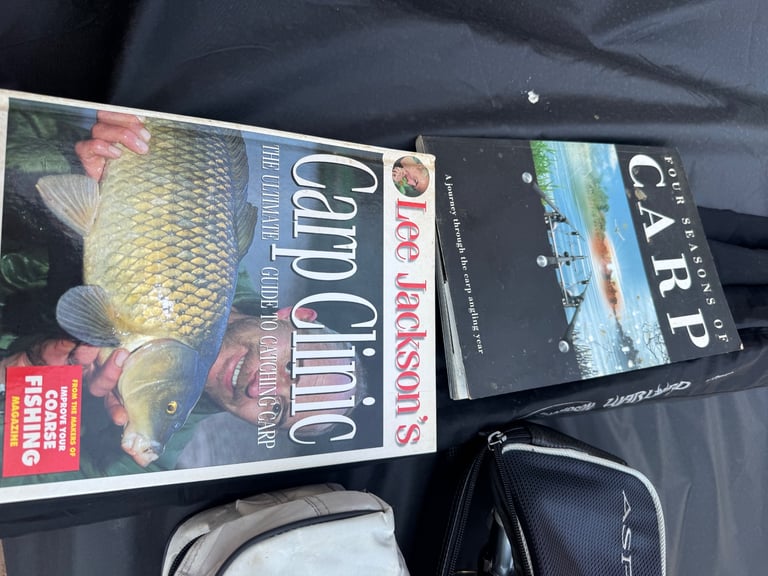 Lee Jackson's
Carp Clinic
THE ULTIMATE GUIDE TO CATCHING CARP
FROM THE MAKERS OF
IMPROVE YOUR
COARSE
FISHING
MAGAZINE
FOUR SEASONS OF
CARP
A journey through the carp angling year